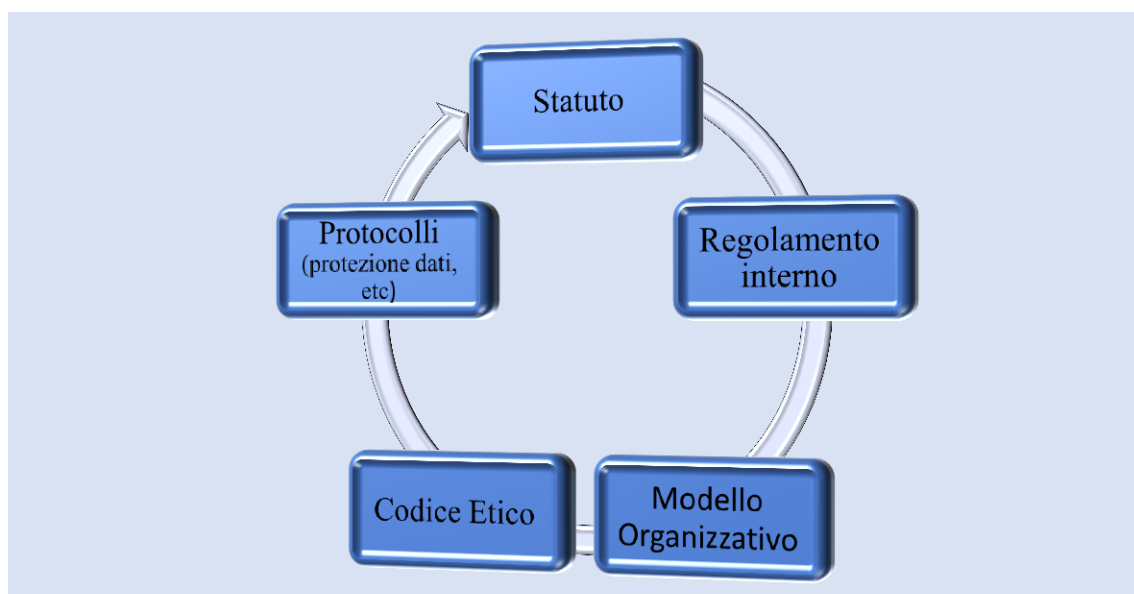 Statuto
Regolamento
interno
Modello
Organizzativo
Codice Etico
Protocolli
(protezione dati,
etc)